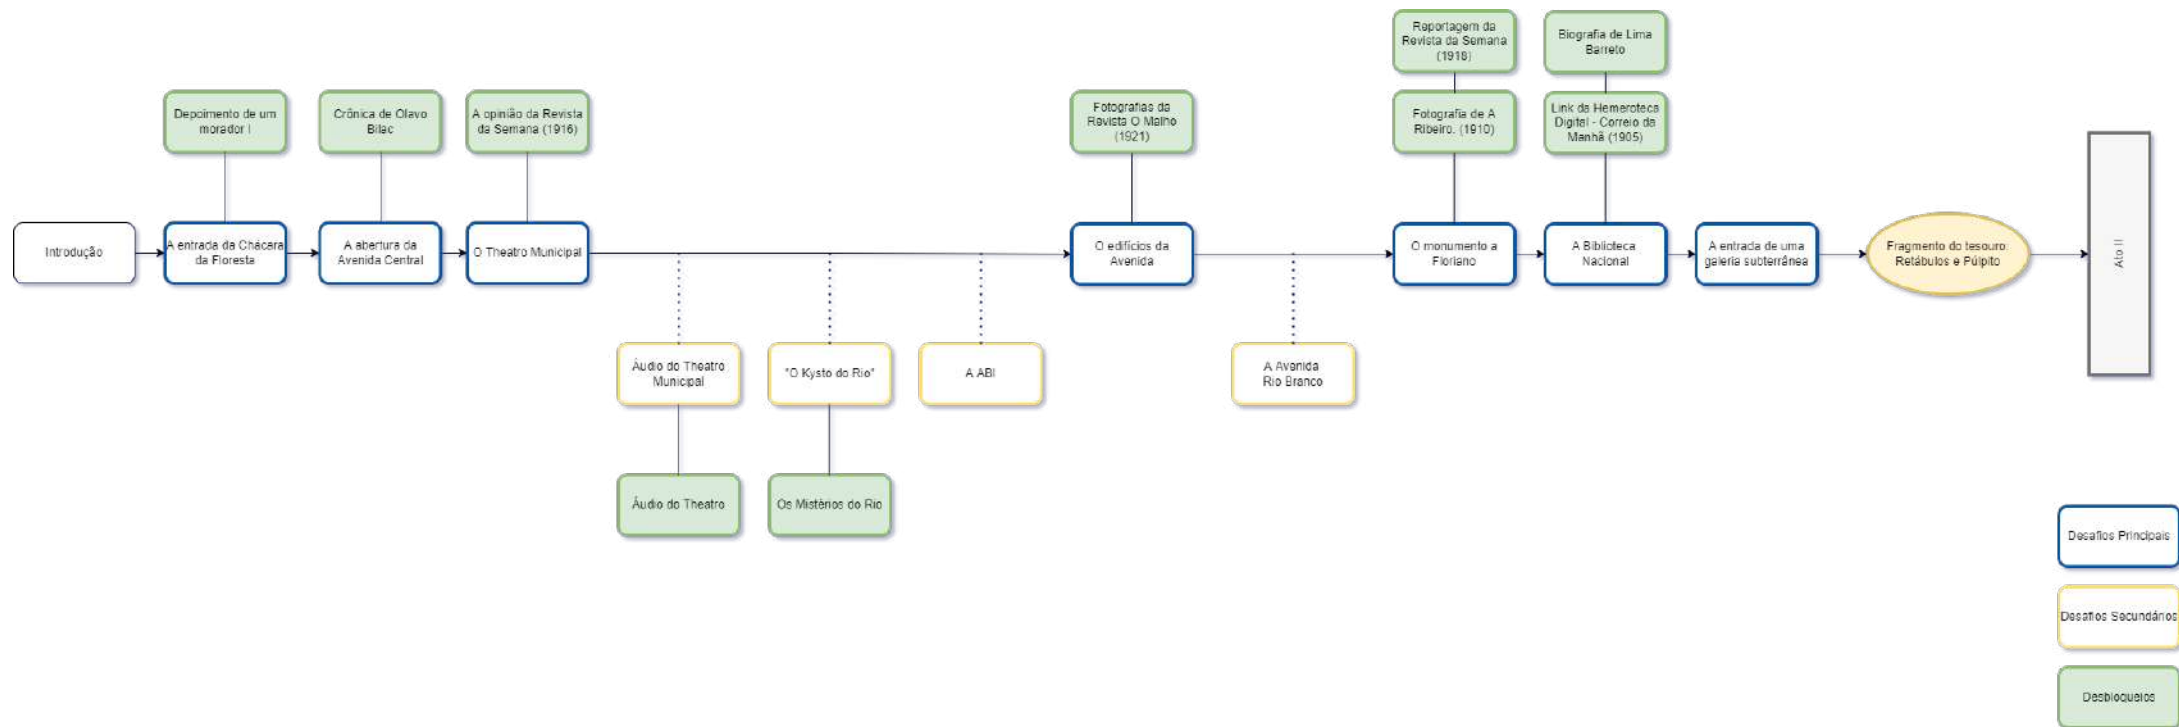 Reportagem da
Revista da Semana
(1918)
Biografia de Lima
Barreto
Depoimento de um
morador I
Crônica de Olavo
Bilac
A opinião da Revista
da Semana (1916)
Fotografias da
Revista O Malho
(1921)
Fotografia de A
Ribeiro. (1910)
Link da Hemeroteca
Digital - Correio da
Manhã (1905)
Introdução
A entrada da Chácara
da Floresta
A abertura da
Avenida Central
O Theatro Municipal
O edifícios da
Avenida
O monumento a
Floriano
A Biblioteca
Nacional
A entrada de uma
galeria subterrânea
Fragmento do tesouro:
Retábulos e Púlpito
Ato II
Áudio do Theatro
Municipal
"O Kysto do Rio"
A ABI
A Avenida
Rio Branco
Áudio do Theatro
Os Mistérios do Rio
Desafios Principais
Desafios Secundários
Desbloqueios